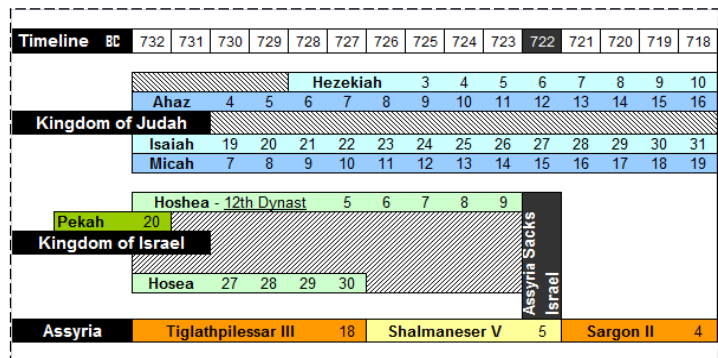 Timeline BC 732 731 730 729 728 727 726 725 724 723 722 721 720 719 718
Hezekiah 3 4 5 6 7 8 9 10
Ahaz 4 5 6 7 8 9 10 11 12 13 14 15 16
Kingdom of Judah
Isaiah 19 20 21 22 23 24 25 26 27 28 29 30 31
Micah 7 8 9 10 11 12 13 14 15 16 17 18 19
Hoshea - 12th Dynast 5 6 7 8 9
Pekah 20
Kingdom of Israel
Hosea 27 28 29 30
Assyria Sacks
Israel
Assyria Tiglathpilessar III 18 Shalmaneser V 5 Sargon II 4